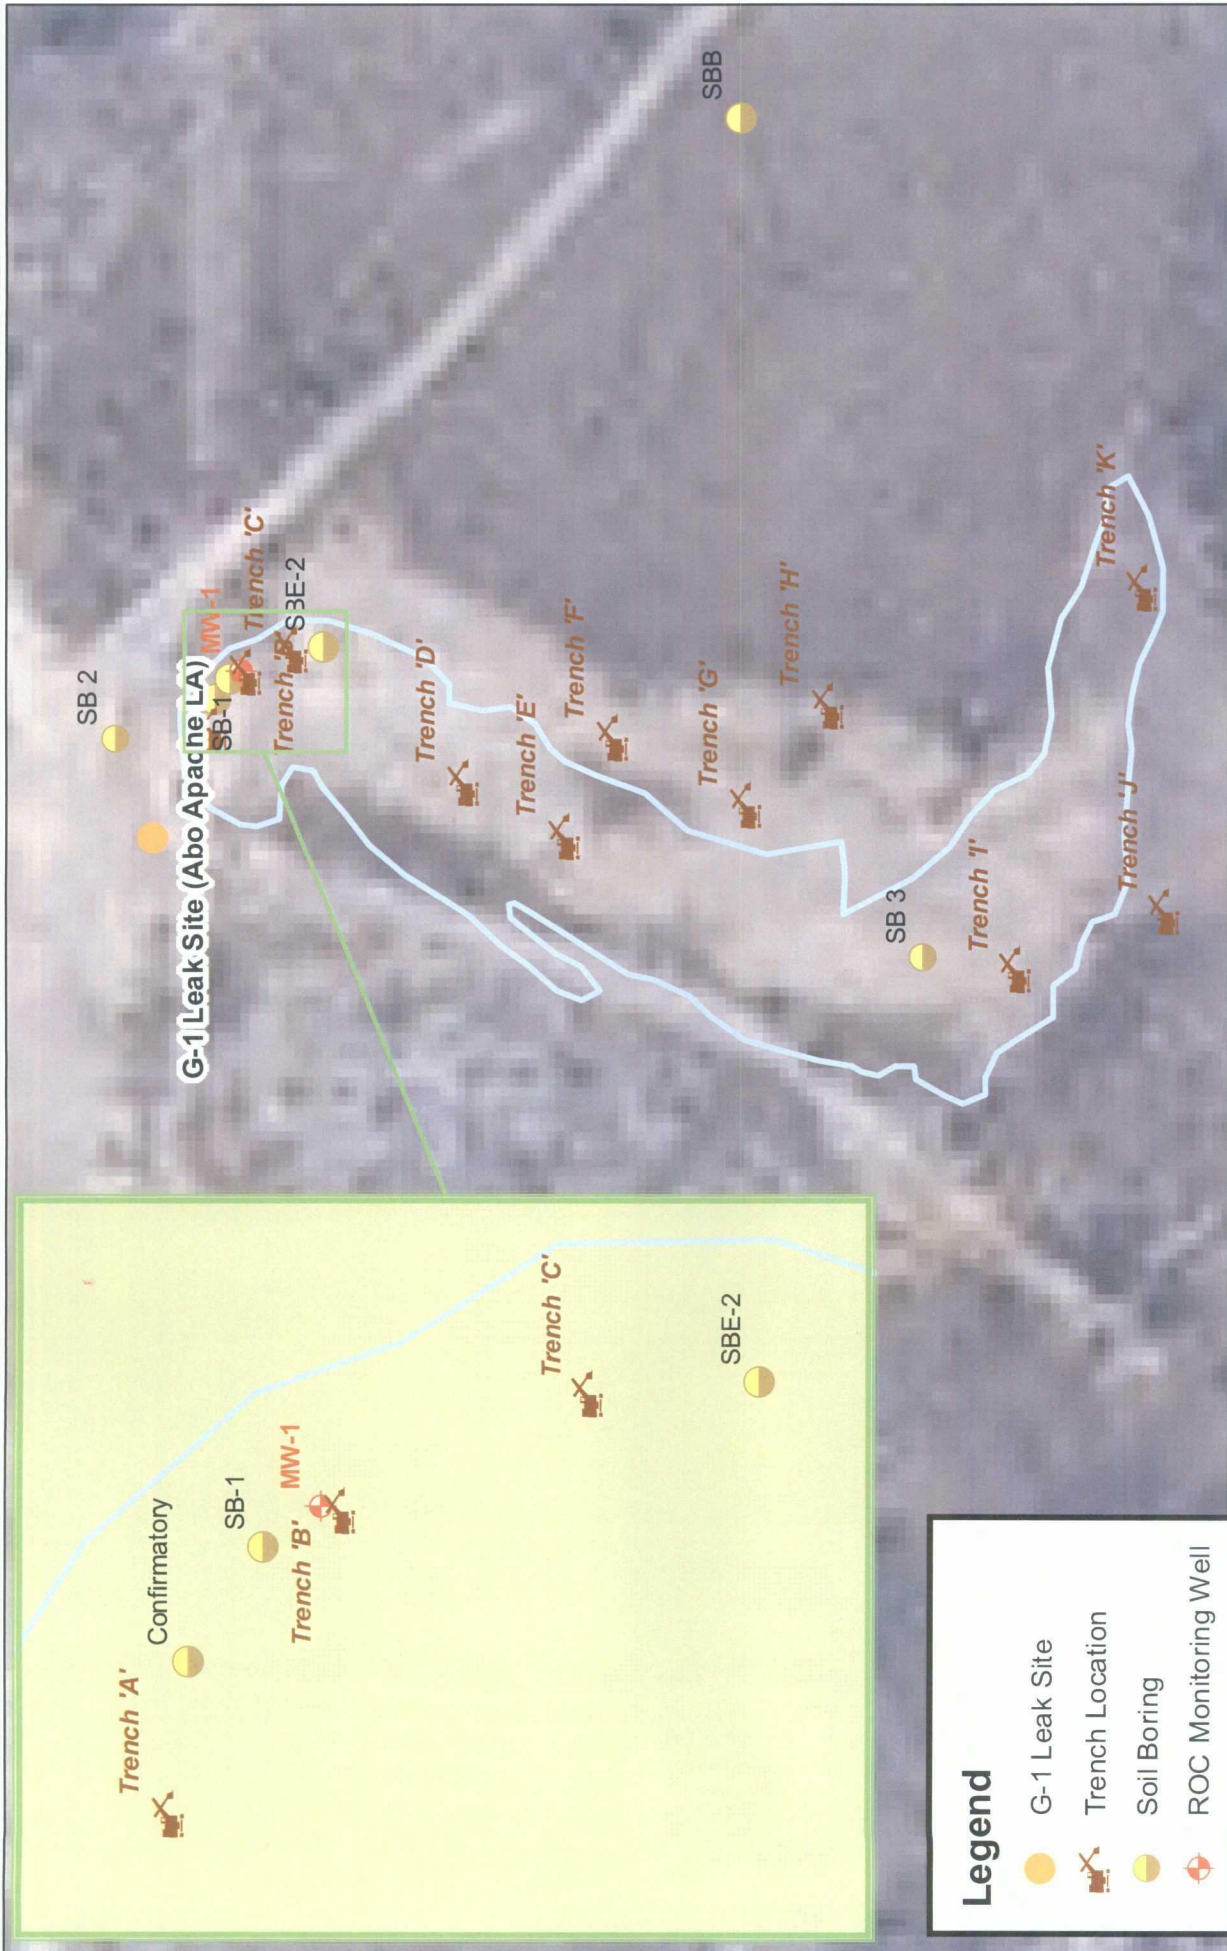 Trench 'A'
Confirmatory
SB-1
Trench 'B'
MW-1
Trench 'C'
SBE-2
SB 2
G-1 Leak Site (Abo Apache LA)
MW-1
SB-1
Trench 'C'
Trench 'B'
SBE-2
Trench 'D'
Trench 'E'
Trench 'F'
Trench 'G'
Trench 'H'
SBB
SB 3
Trench 'I'
Trench 'J'
Trench 'K'
Legend
G-1 Leak Site
Trench Location
Soil Boring
ROC Monitoring Well